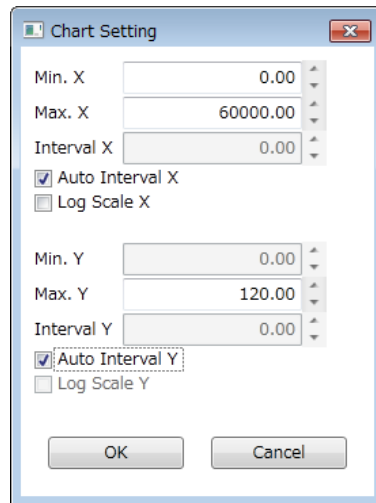 Chart Setting
Min. X 0.00
Max. X 60000.00
Interval X 0.00
Auto Interval X
Log Scale X
Min. Y 0.00
Max. Y 120.00
Interval Y 0.00
Auto Interval Y
Log Scale Y
OK Cancel